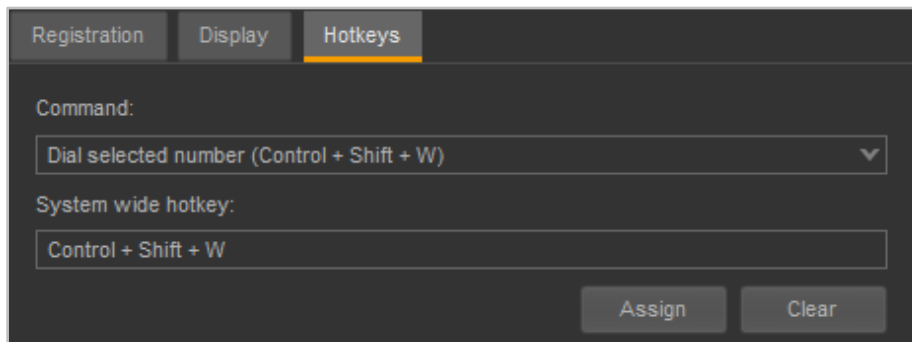 Registration Display Hotkeys
Command:
Dial selected number (Control + Shift + W)
System wide hotkey:
Control + Shift + W
Assign Clear